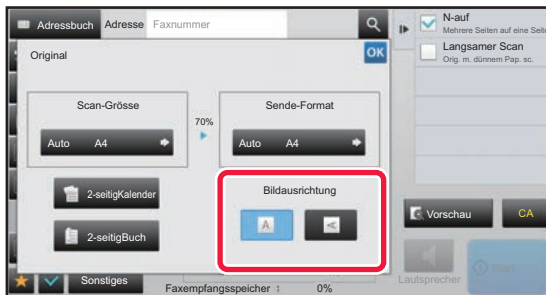 Adressbuch Adresse Faxnummer
N-auf
Mehrere Seiten auf eine Seite
Langsamer Scan
Orig. m. dünnem Pap. sc.
Original OK
Scan-Grösse
70%
Sende-Format
Auto A4
Auto A4
2-seitigKalender
2-seitigBuch
Bildausrichtung
A A
Vorschau CA
Sonstiges
Faxempfangsspeicher : 0%
Lautsprecher
Start